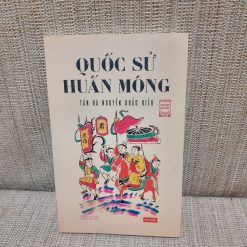 QUỐC SỬ
HUẤN MÔNG
TẢN ĐÀ NGUYỄN KHẮC HIẾU